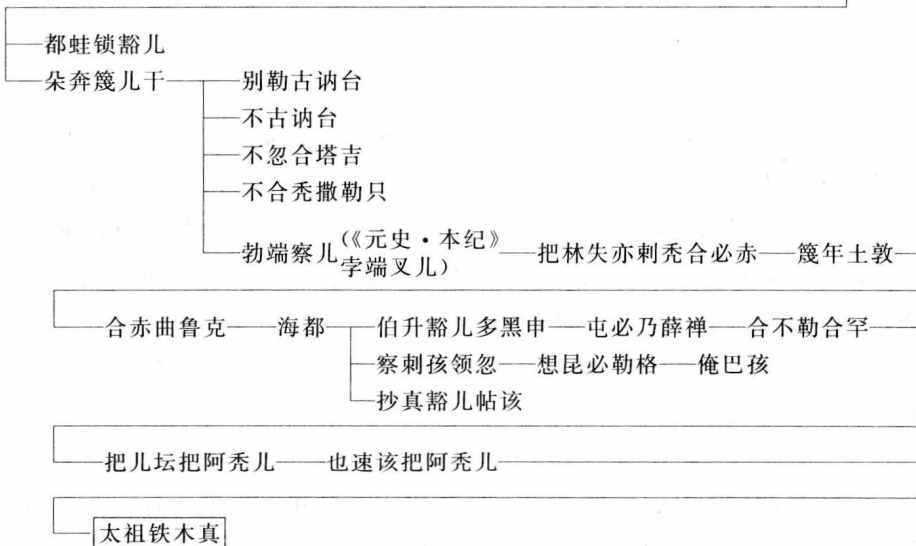 都蛙锁豁儿
朵奔篾儿干 别勒古讷台
不古讷台
不忽合塔吉
不合秃撒勒只
勃端察儿(《元史·本纪》孛端叉儿) 把林失亦剌秃合必赤 篾年土敦
合赤曲鲁克 海都 伯升豁儿多黑申 屯必乃薛禅 合不勒合罕
察剌孩领忽 想昆必勒格 俺巴孩
抄真豁儿帖该
把儿坛把阿秃儿 也速该把阿秃儿
太祖铁木真